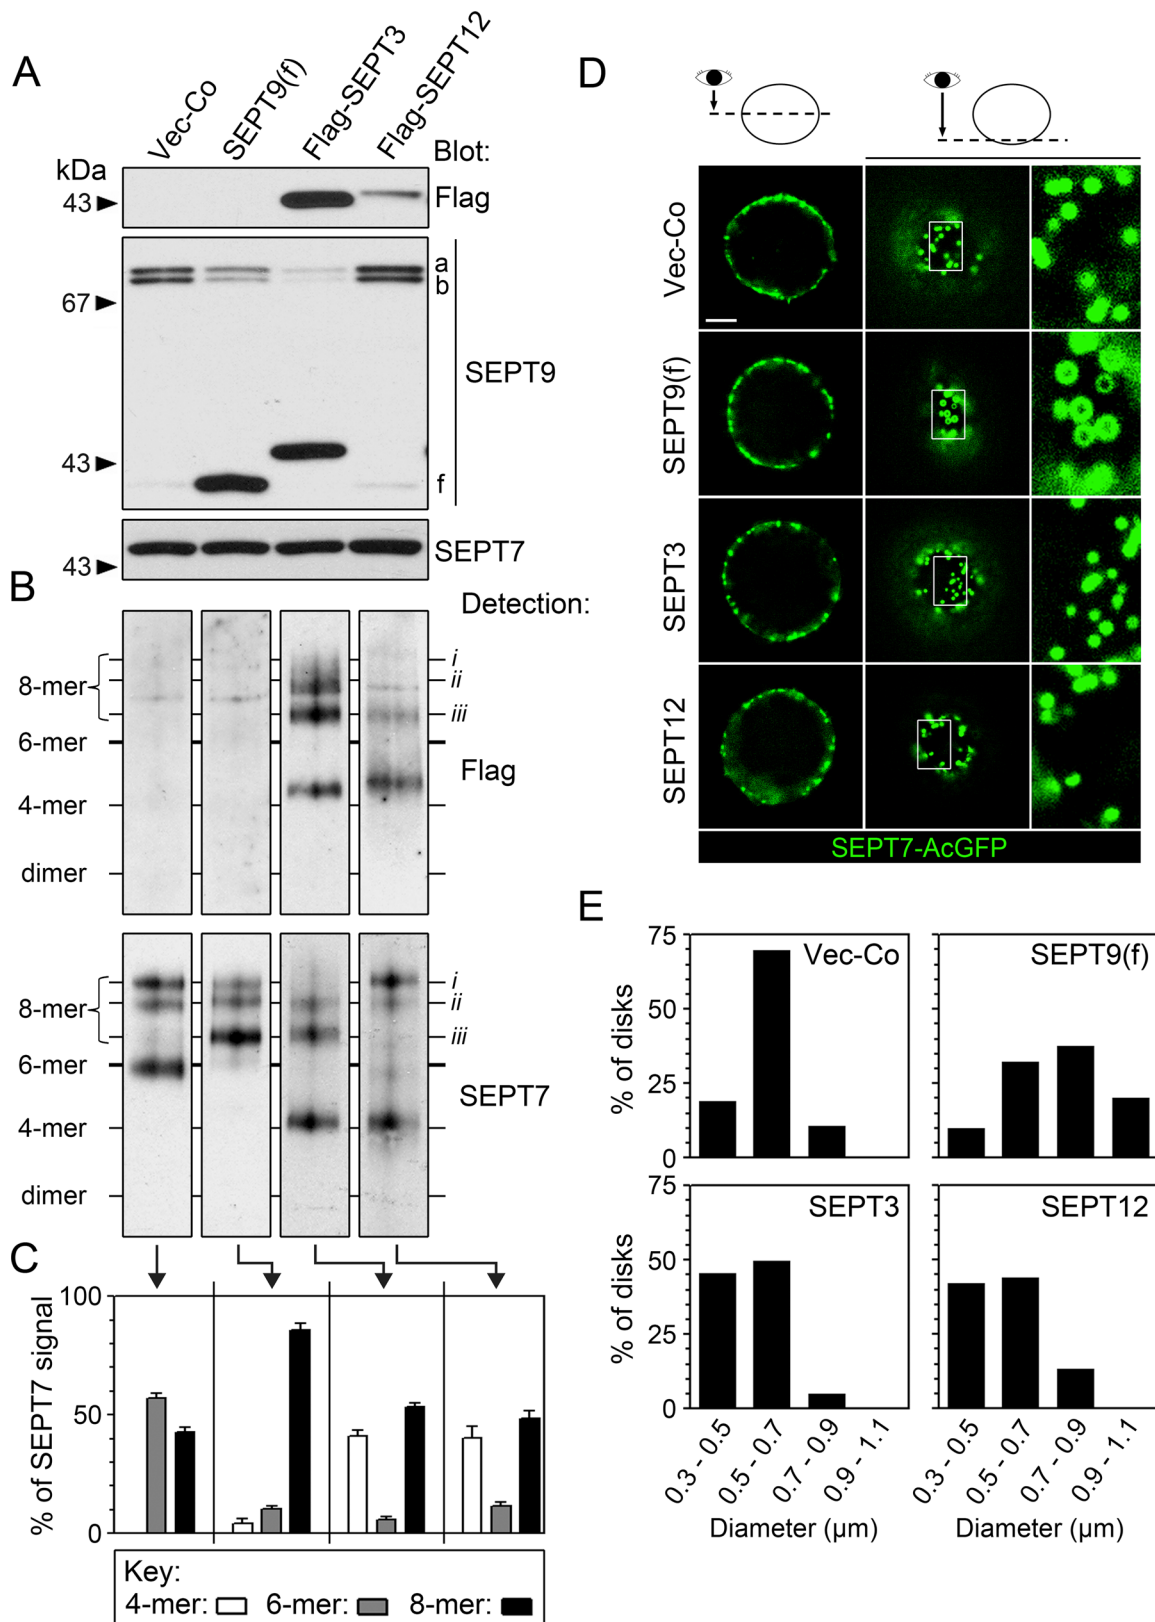 A
Vec-Co
SEPT9(f)
Flag-SEPT3
Flag-SEPT12
Blot:
kDa
43
Flag
a
b
67
SEPT9
43
f
SEPT7
43
B
Detection:
8-mer
i
ii
iii
6-mer
Flag
4-mer
dimer
8-mer
i
ii
iii
6-mer
SEPT7
4-mer
dimer
C
% of SEPT7 signal
100
50
0
Key:
4-mer: 6-mer: 8-mer:
D
Vec-Co
SEPT9(f)
SEPT3
SEPT12
SEPT7-AcGFP
E
% of disks
75
50
25
0
Vec-Co
SEPT9(f)
% of disks
75
50
25
0
SEPT3
SEPT12
0.3 - 0.5
0.5 - 0.7
0.7 - 0.9
0.9 - 1.1
0.3 - 0.5
0.5 - 0.7
0.7 - 0.9
0.9 - 1.1
Diameter (µm)
Diameter (µm)